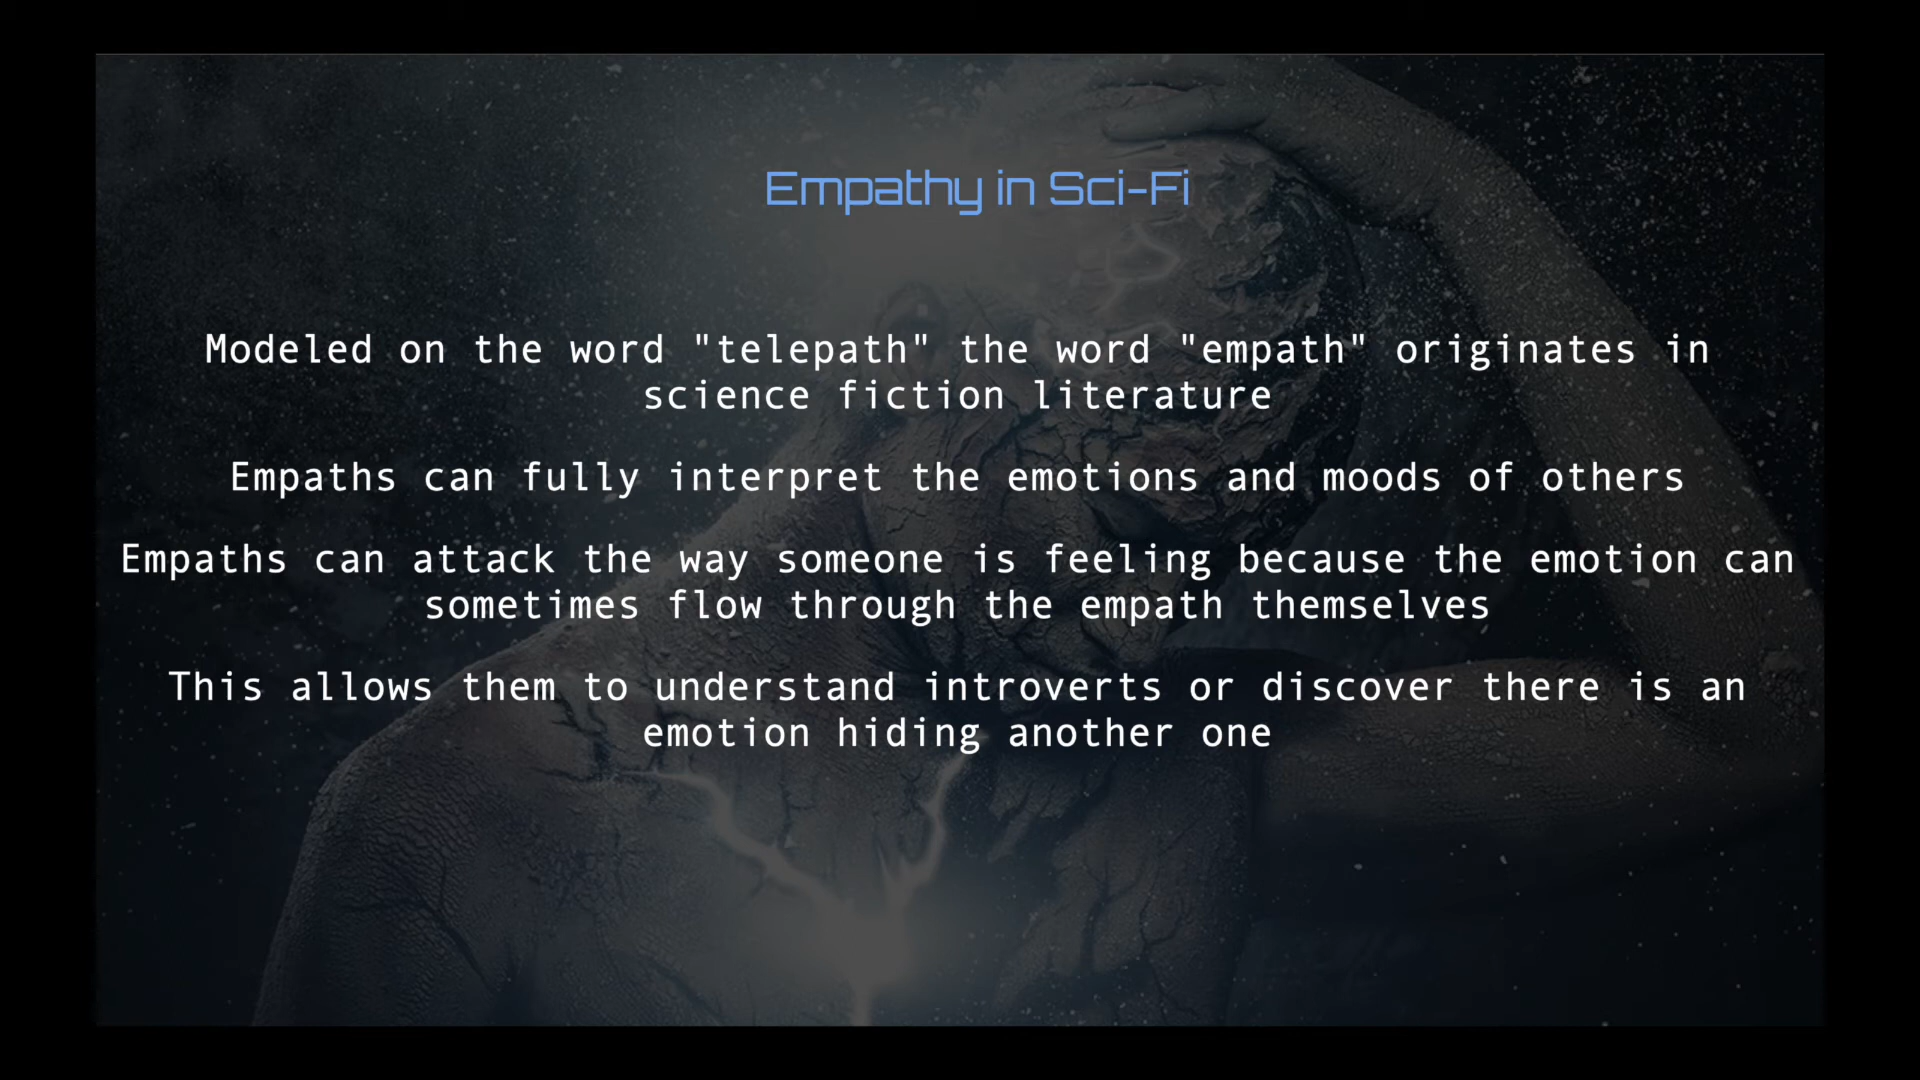 Empathy in Sci-Fi
Modeled on the word "telepath" the word "empath" originates in
science fiction literature
Empaths can fully interpret the emotions and moods of others
Empaths can attack the way someone is feeling because the emotion can
sometimes flow through the empath themselves
This allows them to understand introverts or discover there is an
emotion hiding another one